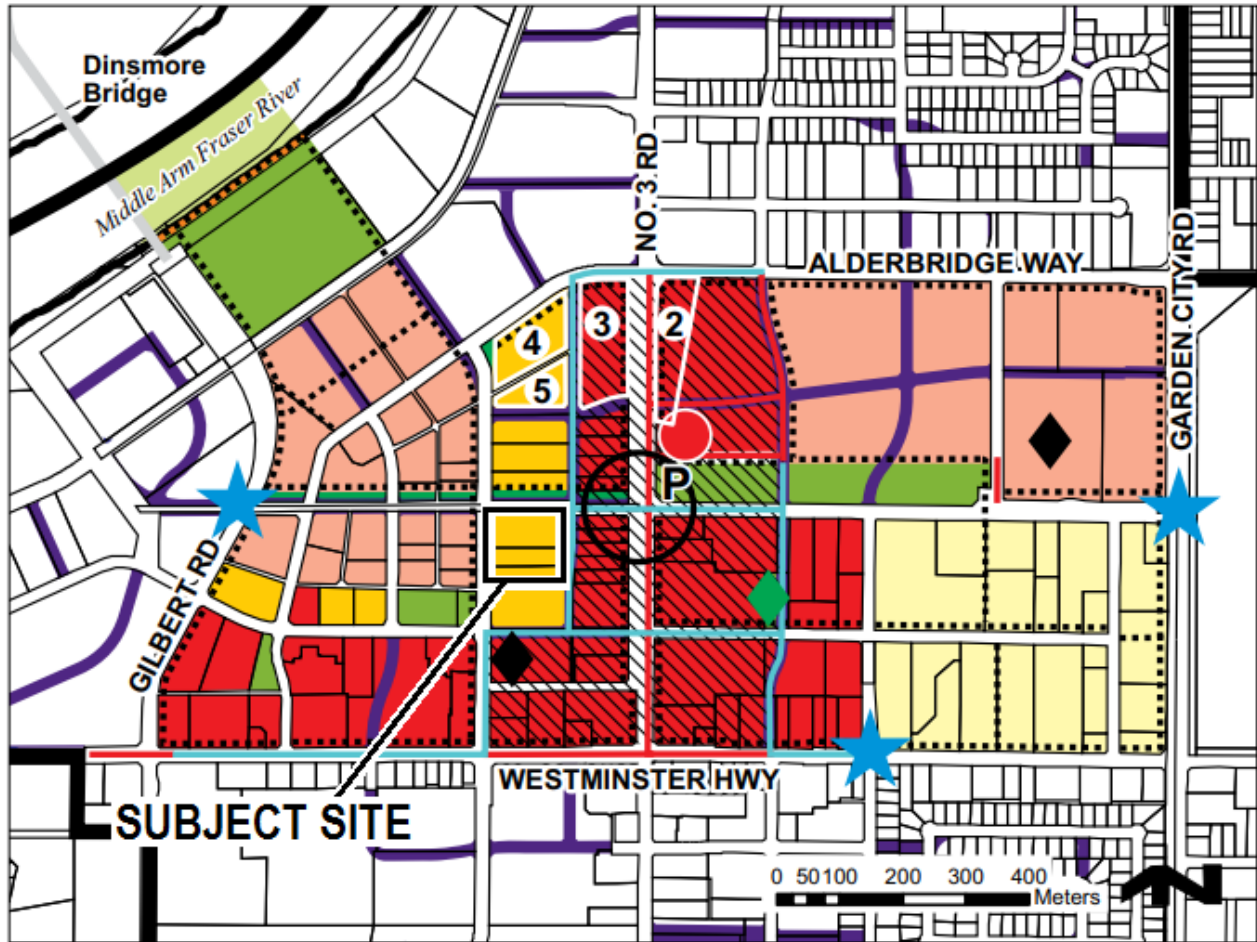 Dinsmore
Bridge
Middle Arm Fraser River
NO. 3 RD
ALDERBRIDGE WAY
GARDEN CITY RD
3
2
4
5
P
GILBERT RD
WESTMINSTER HWY
SUBJECT SITE
0 50 100 200 300 400
Meters